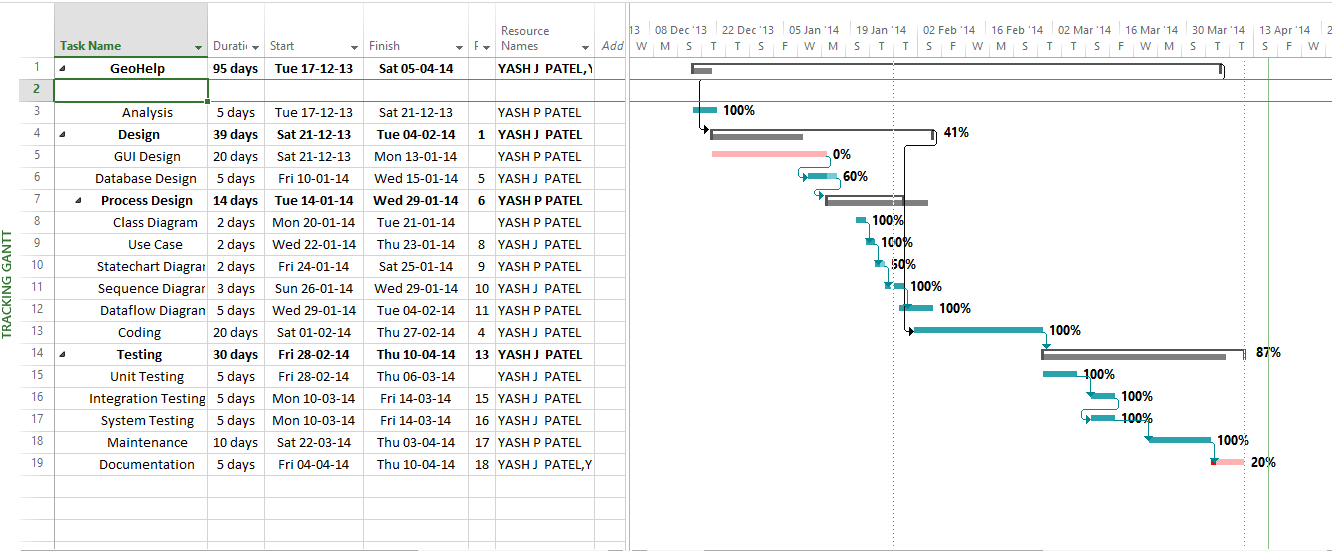 TRACKING GANTT
Task Name Durati Start Finish P Resource Names Add
1 GeoHelp 95 days Tue 17-12-13 Sat 05-04-14 YASH J PATEL,Y
2
3 Analysis 5 days Tue 17-12-13 Sat 21-12-13 YASH P PATEL
4 Design 39 days Sat 21-12-13 Tue 04-02-14 1 YASH J PATEL
5 GUI Design 20 days Sat 21-12-13 Mon 13-01-14 YASH P PATEL
6 Database Design 5 days Fri 10-01-14 Wed 15-01-14 5 YASH J PATEL
7 Process Design 14 days Tue 14-01-14 Wed 29-01-14 6 YASH P PATEL
8 Class Diagram 2 days Mon 20-01-14 Tue 21-01-14 YASH P PATEL
9 Use Case 2 days Wed 22-01-14 Thu 23-01-14 8 YASH J PATEL
10 Statechart Diagrar 2 days Fri 24-01-14 Sat 25-01-14 9 YASH P PATEL
11 Sequence Diagrar 3 days Sun 26-01-14 Wed 29-01-14 10 YASH J PATEL
12 Dataflow Diagran 5 days Wed 29-01-14 Tue 04-02-14 11 YASH P PATEL
13 Coding 20 days Sat 01-02-14 Thu 27-02-14 4 YASH J PATEL
14 Testing 30 days Fri 28-02-14 Thu 10-04-14 13 YASH J PATEL
15 Unit Testing 5 days Fri 28-02-14 Thu 06-03-14 YASH J PATEL
16 Integration Testing 5 days Mon 10-03-14 Fri 14-03-14 15 YASH J PATEL
17 System Testing 5 days Mon 10-03-14 Fri 14-03-14 16 YASH J PATEL
18 Maintenance 10 days Sat 22-03-14 Thu 03-04-14 17 YASH P PATEL
19 Documentation 5 days Fri 04-04-14 Thu 10-04-14 18 YASH J PATEL,Y
13 08 Dec '13 22 Dec '13 05 Jan '14 19 Jan '14 02 Feb '14 16 Feb '14 02 Mar '14 16 Mar '14 30 Mar '14 13 Apr '14 2
W M S T T S F S W M S T T S F S W M S T T S F W
100%
41%
0%
60%
100%
100%
50%
100%
100%
100%
87%
100%
100%
100%
100%
20%